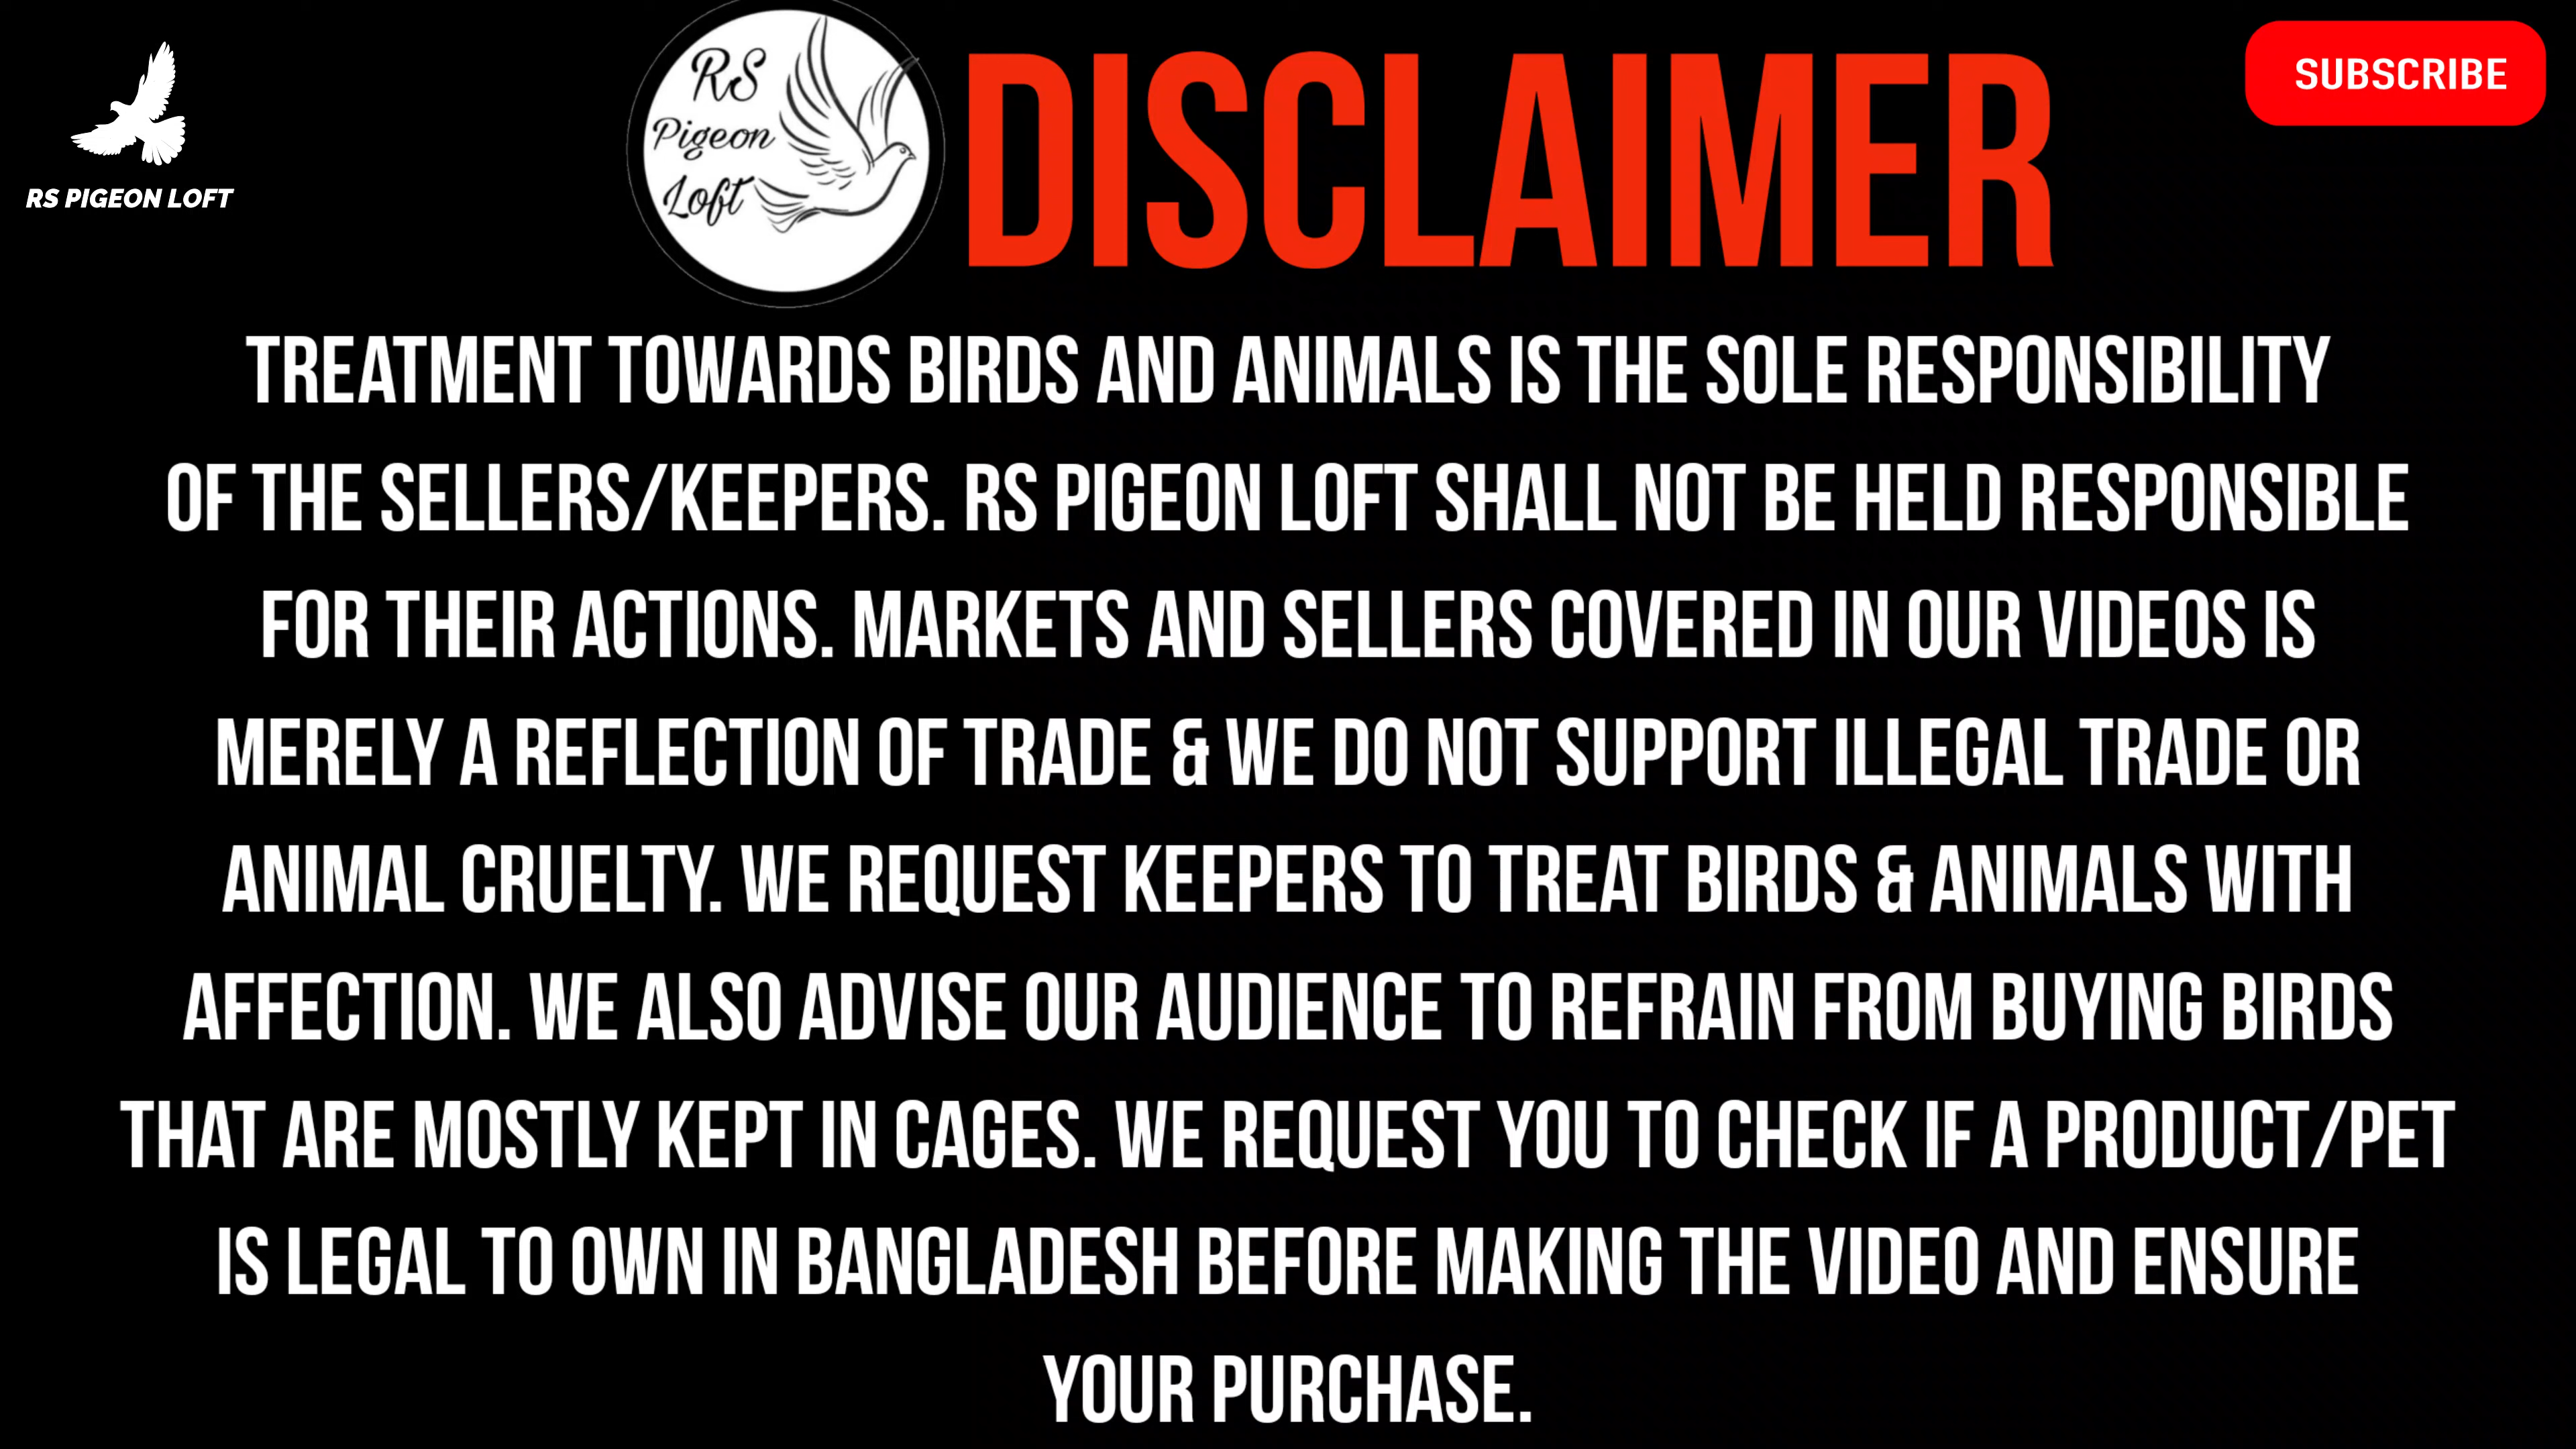 RS PIGEON LOFT
RS
Pigeon
Loft
DISCLAIMER
SUBSCRIBE
TREATMENT TOWARDS BIRDS AND ANIMALS IS THE SOLE RESPONSIBILITY
OF THE SELLERS/KEEPERS. RS PIGEON LOFT SHALL NOT BE HELD RESPONSIBLE
FOR THEIR ACTIONS. MARKETS AND SELLERS COVERED IN OUR VIDEOS IS
MERELY A REFLECTION OF TRADE & WE DO NOT SUPPORT ILLEGAL TRADE OR
ANIMAL CRUELTY. WE REQUEST KEEPERS TO TREAT BIRDS & ANIMALS WITH
AFFECTION. WE ALSO ADVISE OUR AUDIENCE TO REFRAIN FROM BUYING BIRDS
THAT ARE MOSTLY KEPT IN CAGES. WE REQUEST YOU TO CHECK IF A PRODUCT/PET
IS LEGAL TO OWN IN BANGLADESH BEFORE MAKING THE VIDEO AND ENSURE
YOUR PURCHASE.